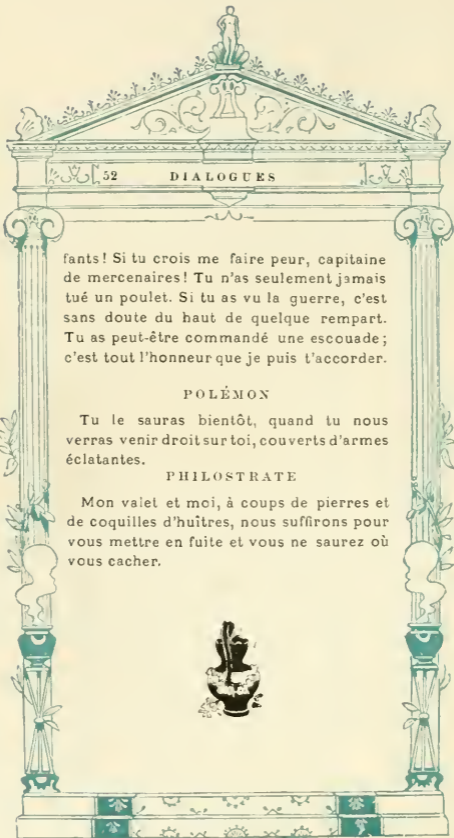 52 DIALOGUES
fants! Si tu crois me faire peur, capitaine
de mercenaires! Tu n'as seulement jamais
tué un poulet. Si tu as vu la guerre, c'est
sans doute du haut de quelque rempart.
Tu as peut-être commandé une escouade;
c'est tout l'honneur que je puis t'accorder.
POLÉMON
Tu le sauras bientôt, quand tu nous
verras venir droit sur toi, couverts d'armes
éclatantes.
PHILOSTRATE
Mon valet et moi, à coups de pierres et
de coquilles d'huîtres, nous suffirons pour
vous mettre en fuite et vous ne saurez où
vous cacher.